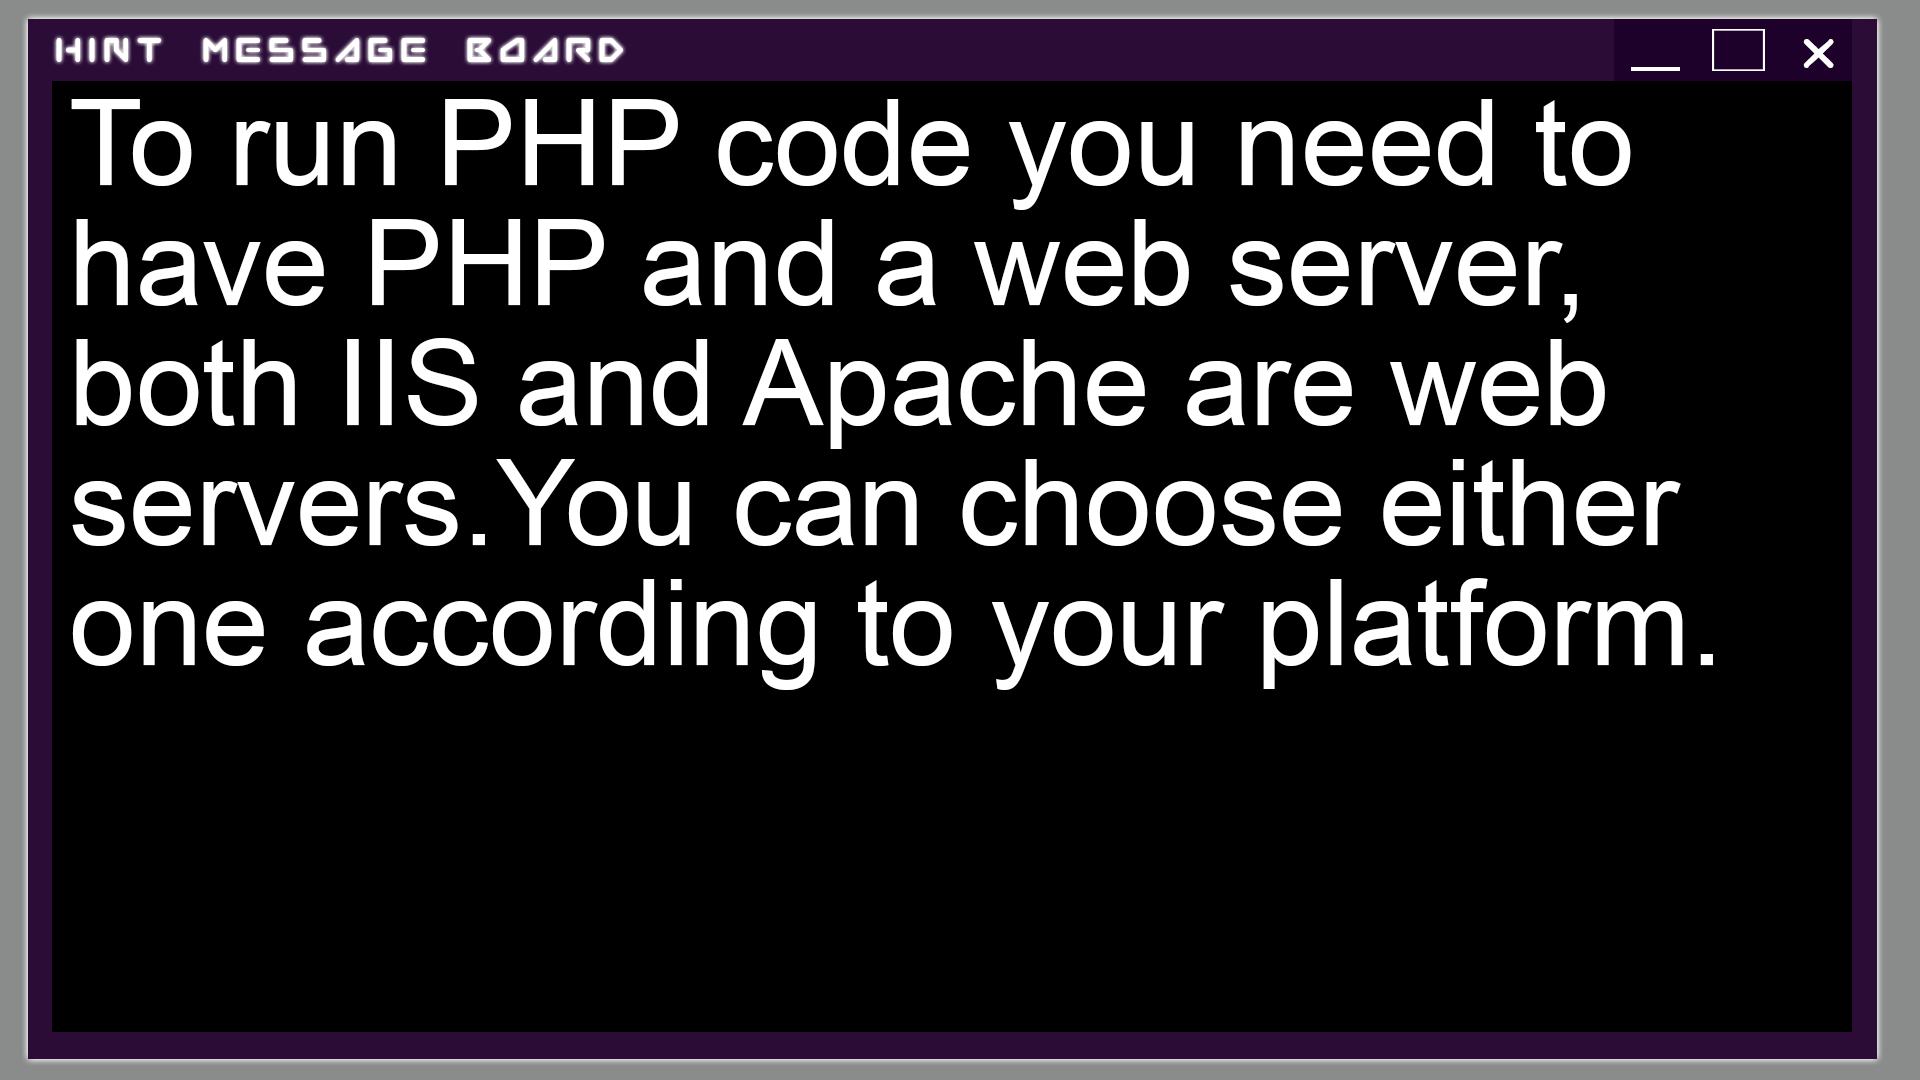 HINT MESSAGE BOARD
To run PHP code you need to
have PHP and a web server,
both IIS and Apache are web
servers.You can choose either
one according to your platform.